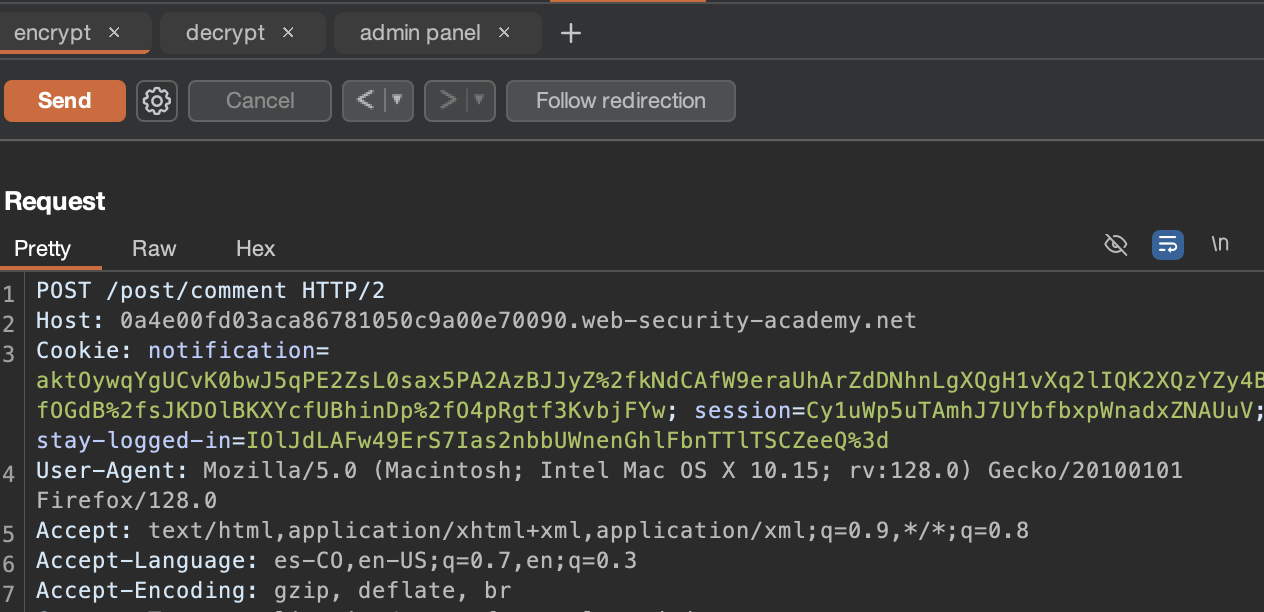 encrypt × decrypt × admin panel × +
Send Cancel < > Follow redirection
Request
Pretty Raw Hex \n
1 POST /post/comment HTTP/2
2 Host: 0a4e00fd03aca86781050c9a00e70090.web-security-academy.net
3 Cookie: notification=
aktOywqYgUCvK0bwJ5qPE2ZsL0sax5PA2AzBJJyZ%2fkNdCAfW9eraUhArZdDNhnLgXQgH1vXq2lIQK2XQzYZy4B
fOGdB%2fsJKDOlBKXYcfUBhinDp%2fO4pRgtf3KvbjFYw; session=Cy1uWp5uTAmhJ7UYbfbxpWnadxZNAUuV;
stay-logged-in=IOlJdLAFw49ErS7Ias2nbbUWnenGhlFbnTTlTSCZeeQ%3d
4 User-Agent: Mozilla/5.0 (Macintosh; Intel Mac OS X 10.15; rv:128.0) Gecko/20100101
Firefox/128.0
5 Accept: text/html,application/xhtml+xml,application/xml;q=0.9,*/*;q=0.8
6 Accept-Language: es-CO,en-US;q=0.7,en;q=0.3
7 Accept-Encoding: gzip, deflate, br